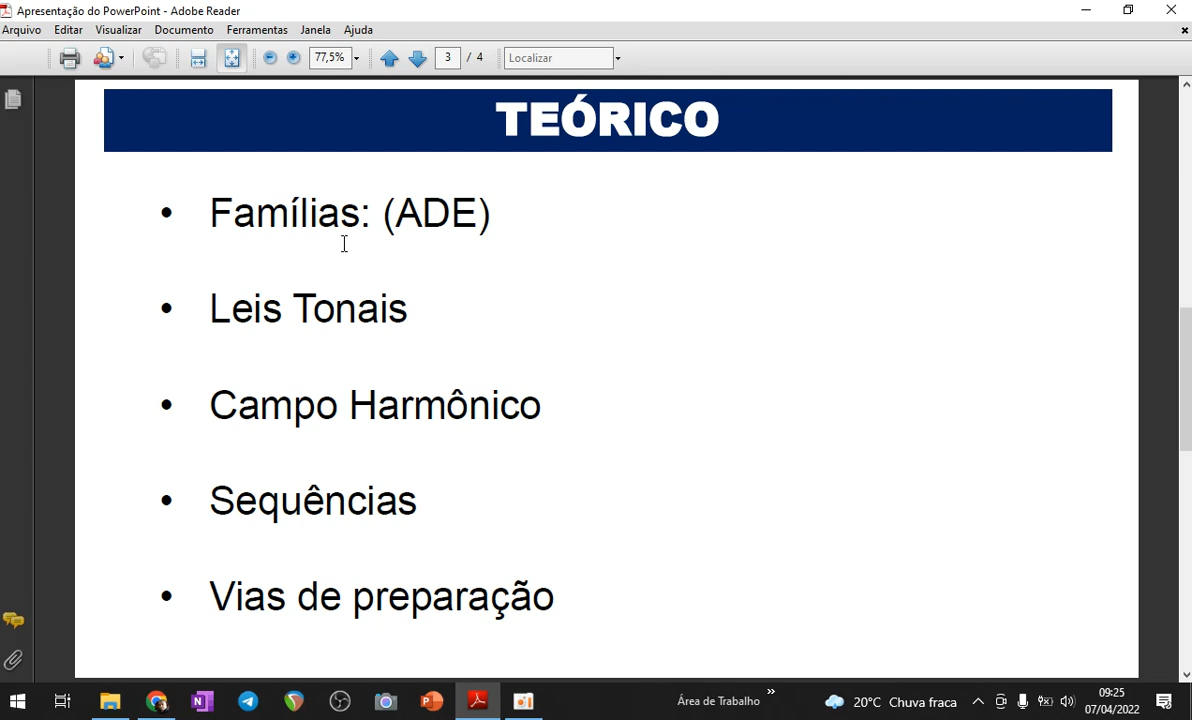 Apresentação do PowerPoint - Adobe Reader
Arquivo Editar Visualizar Documento Ferramentas Janela Ajuda
77,5% 3 / 4 Localizar
TEÓRICO
• Famílias: (ADE)
• Leis Tonais
• Campo Harmônico
• Sequências
• Vias de preparação
Área de Trabalho » 20°C Chuva fraca 09:25
07/04/2022